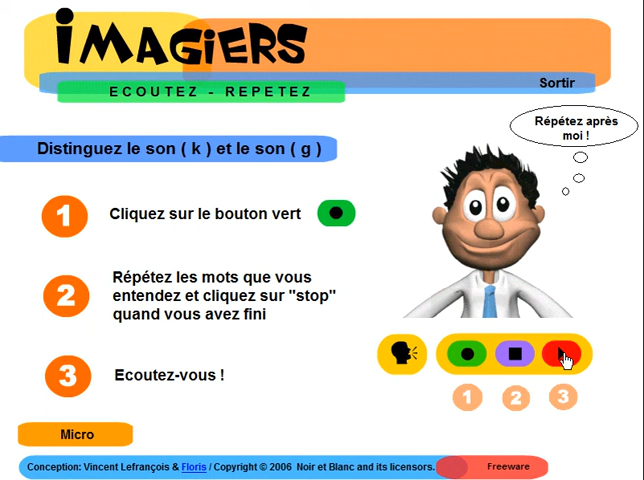 iMAGiERS
ECOUTEZ - REPETEZ
Sortir
Répétez après
moi !
Distinguez le son ( k ) et le son ( g )
1
Cliquez sur le bouton vert
2
Répétez les mots que vous
entendez et cliquez sur "stop"
quand vous avez fini
3
Ecoutez-vous !
1 2 3
Micro
Conception: Vincent Lefrançois & Floris / Copyright © 2006 Noir et Blanc and its licensors.
Freeware